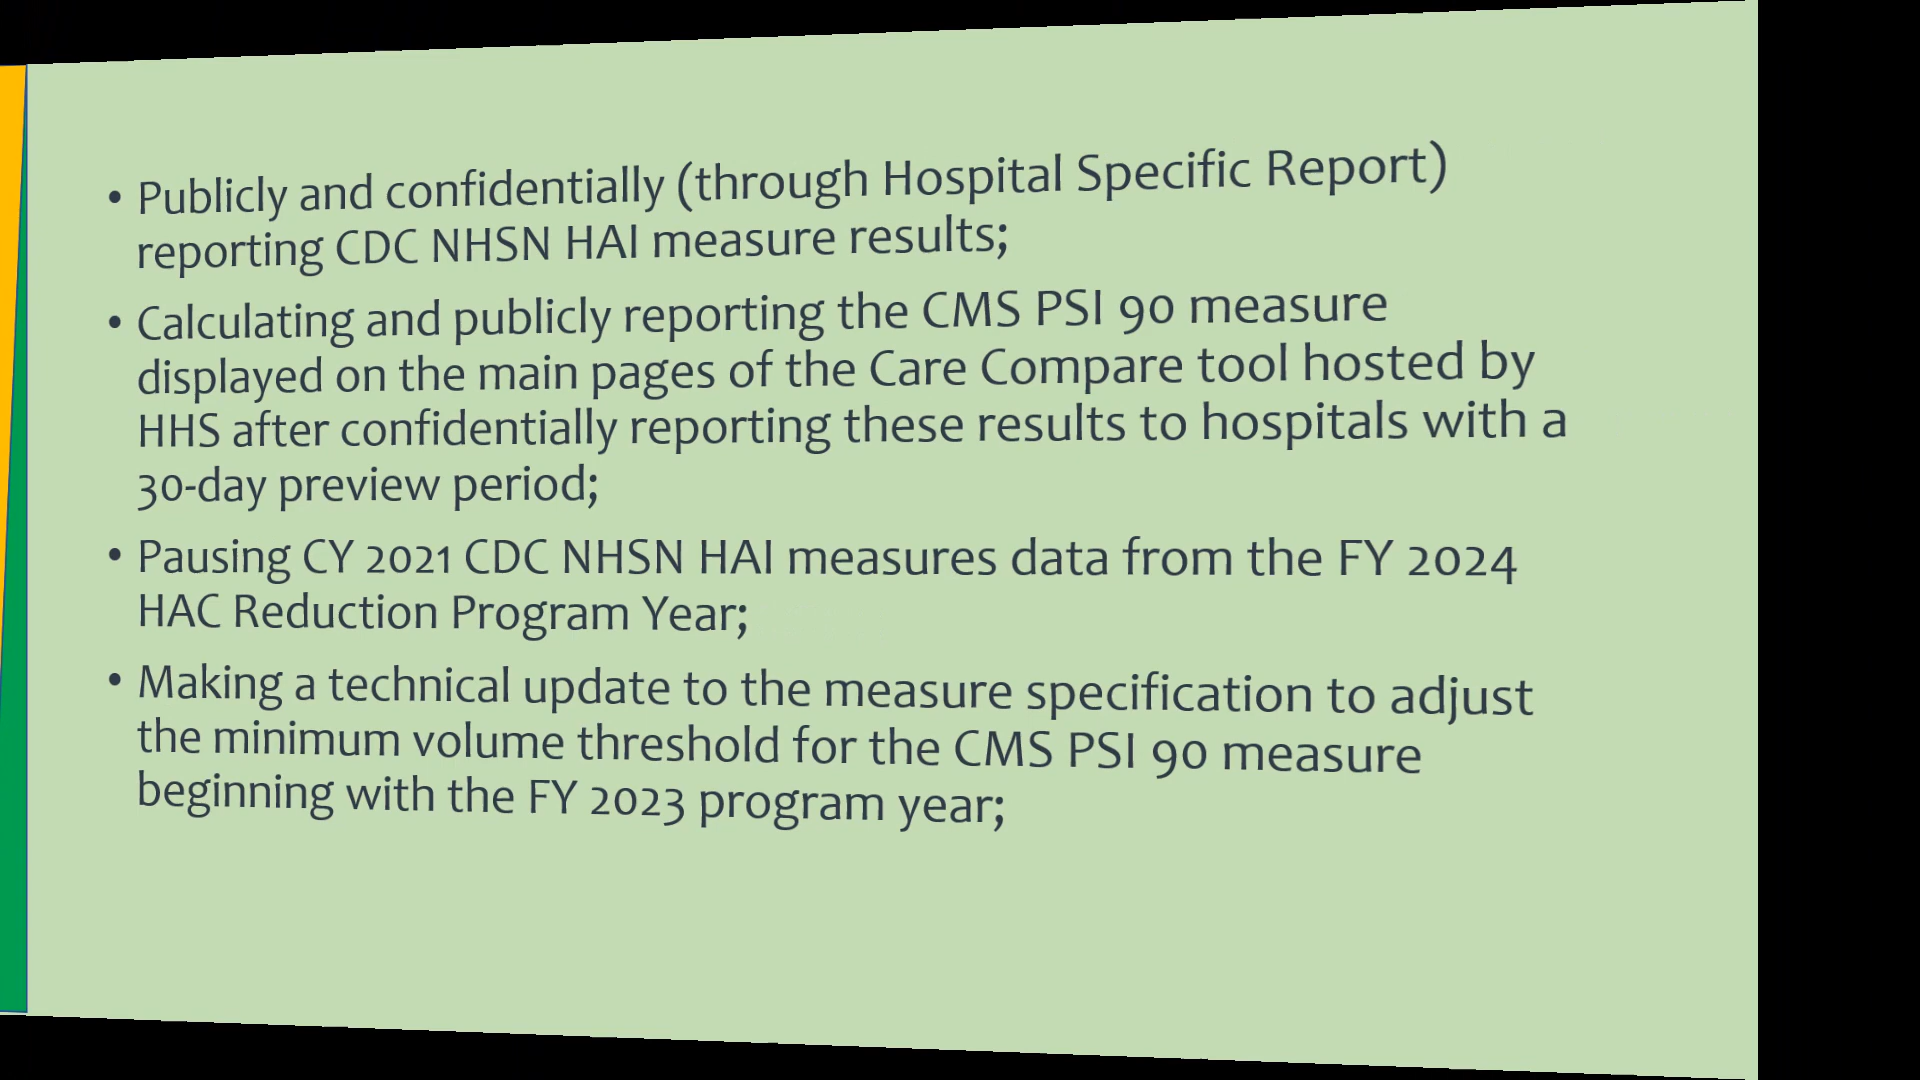 • Publicly and confidentially (through Hospital Specific Report)
reporting CDC NHSN HAI measure results;
• Calculating and publicly reporting the CMS PSI 90 measure
displayed on the main pages of the Care Compare tool hosted by
HHS after confidentially reporting these results to hospitals with a
30-day preview period;
• Pausing CY 2021 CDC NHSN HAI measures data from the FY 2024
HAC Reduction Program Year;
• Making a technical update to the measure specification to adjust
the minimum volume threshold for the CMS PSI 90 measure
beginning with the FY 2023 program year;